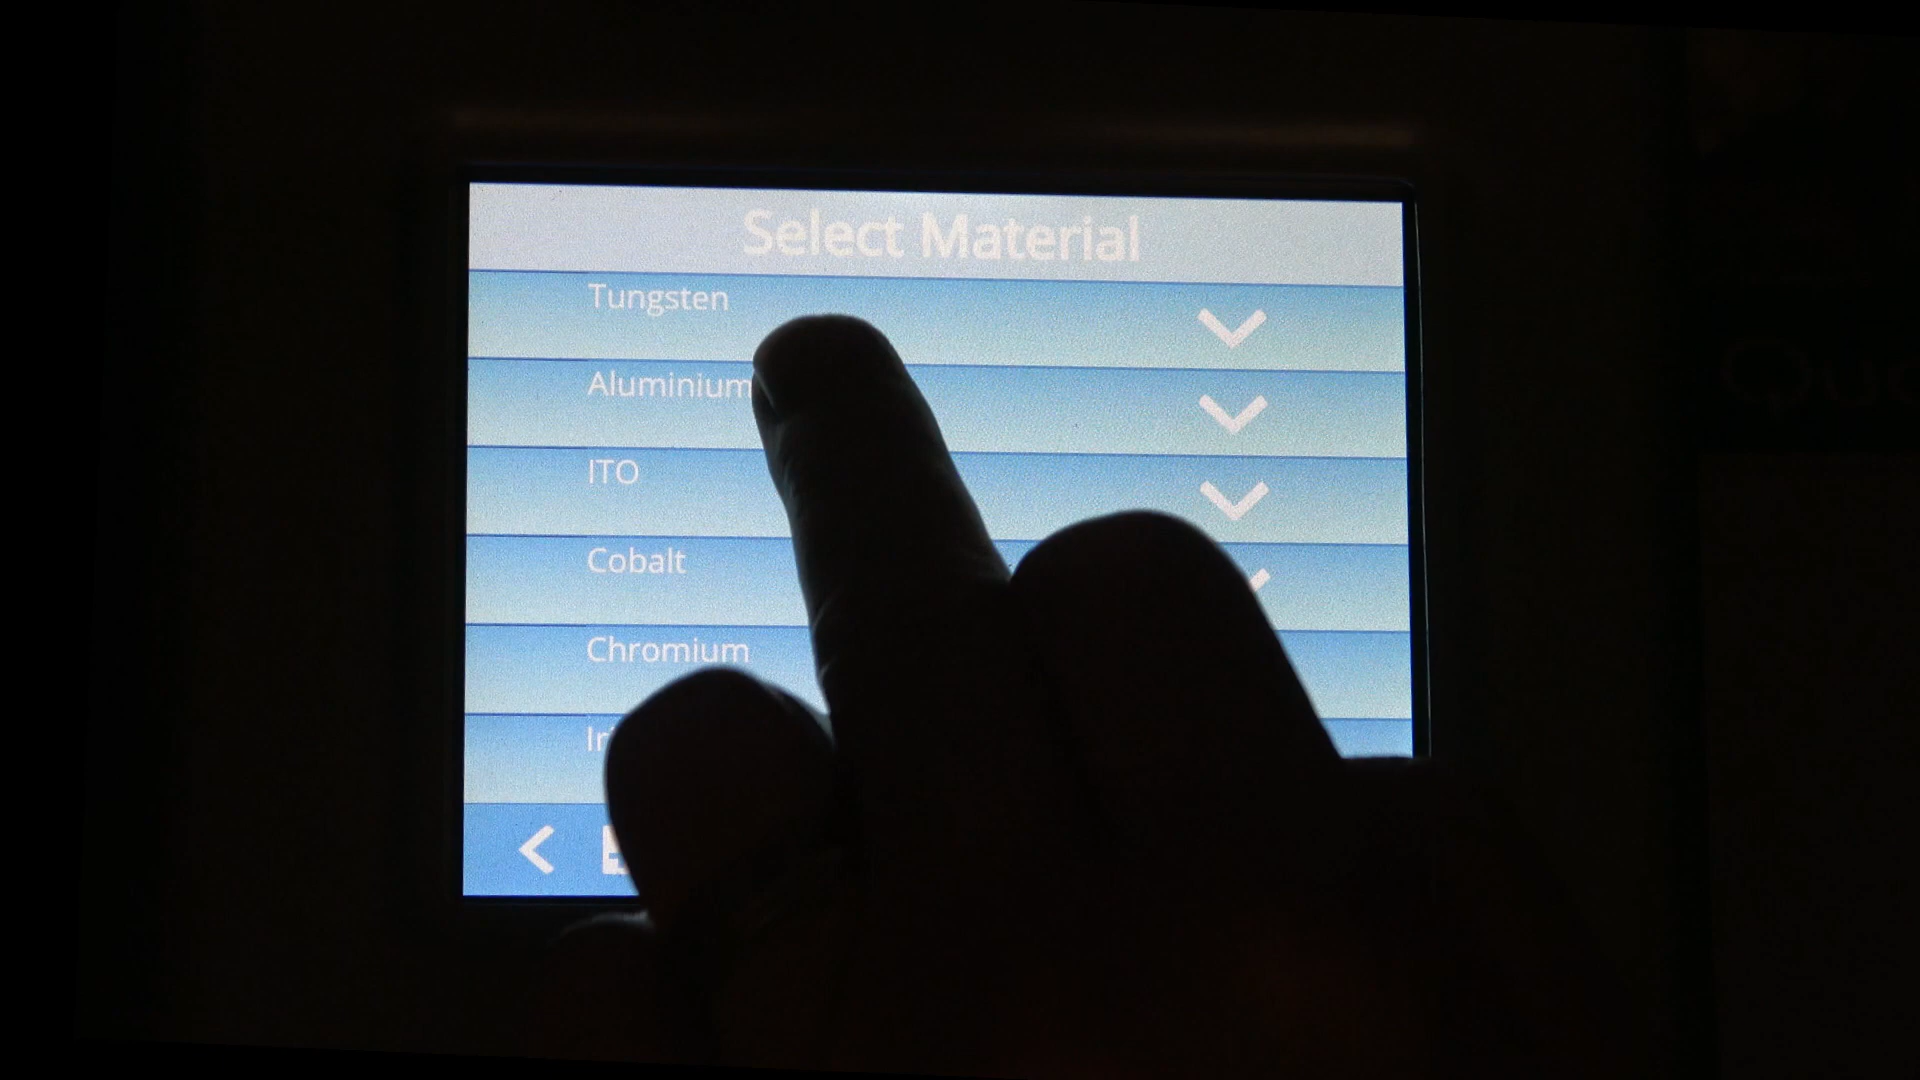 Select Material
Tungsten
Aluminium
ITO
Cobalt
Chromium